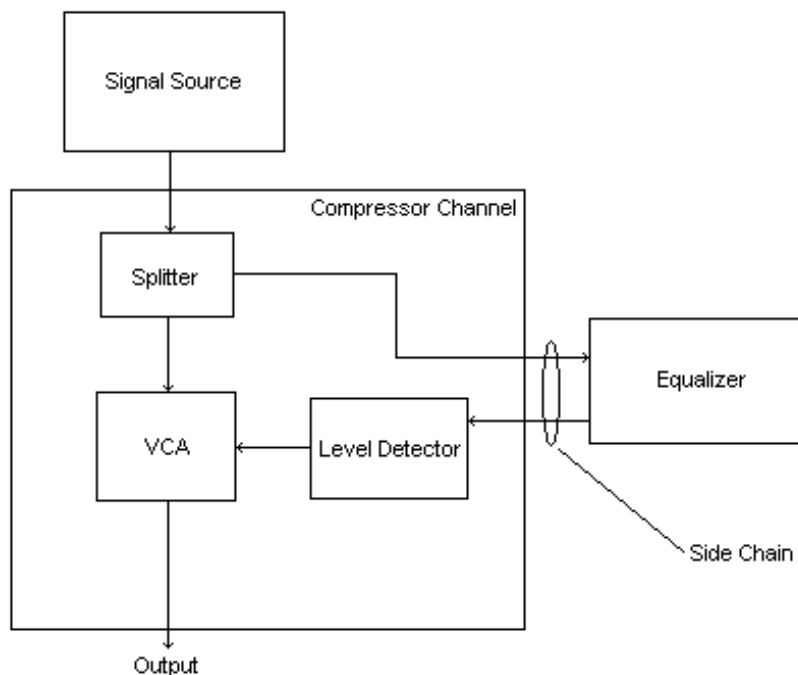 Signal Source
Compressor Channel
Splitter
Equalizer
VCA
Level Detector
Side Chain
Output